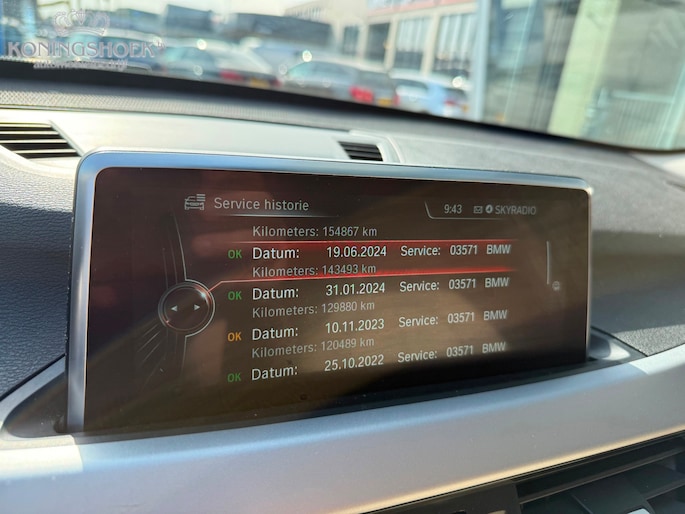 KONINGSHOEK
Service historie
9:43 SKYRADIO
Kilometers: 154867 km
OK Datum: 19.06.2024 Service: 03571 BMW
Kilometers: 143493 km
OK Datum: 31.01.2024 Service: 03571 BMW
Kilometers: 129880 km
OK Datum: 10.11.2023 Service: 03571 BMW
Kilometers: 120489 km
OK Datum: 25.10.2022 Service: 03571 BMW